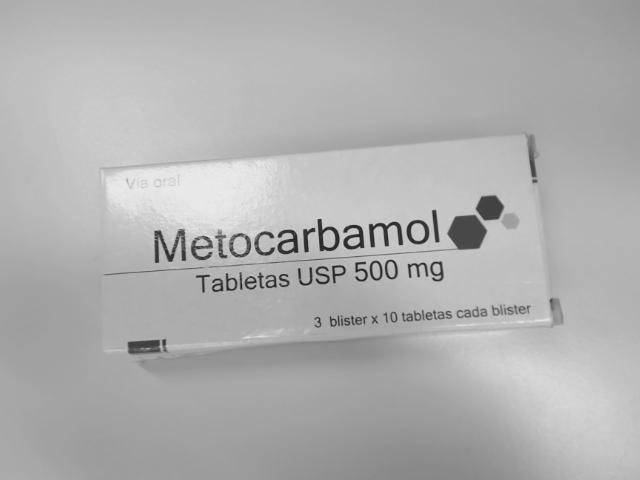 Vía oral
Metocarbamol
Tabletas USP 500 mg
3 blister x 10 tabletas cada blister